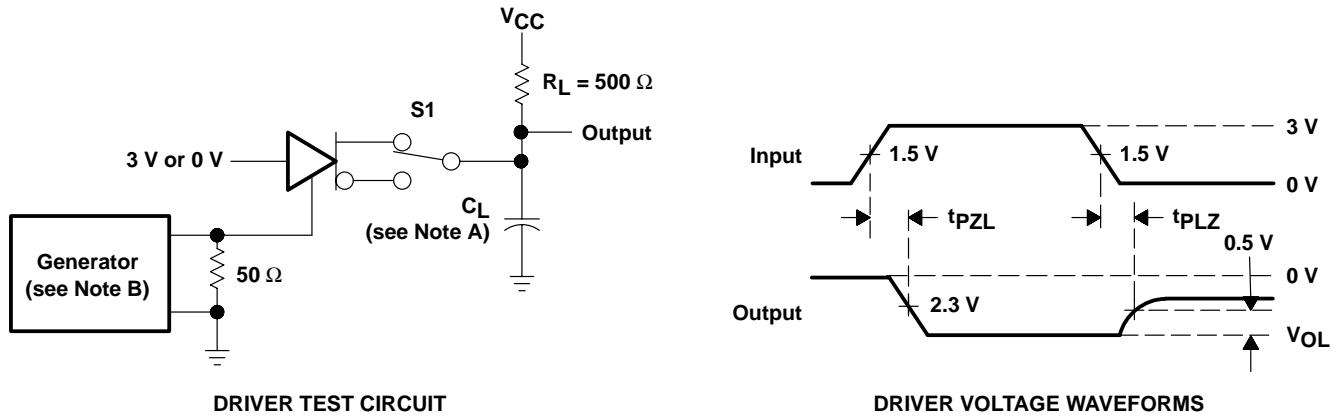 VCC
RL = 500 Ω
S1
Output
3 V or 0 V
CL
(see Note A)
Generator
(see Note B)
50 Ω
DRIVER TEST CIRCUIT
3 V
Input
1.5 V
1.5 V
0 V
tPZL
tPLZ
0.5 V
0 V
Output
2.3 V
VOL
DRIVER VOLTAGE WAVEFORMS